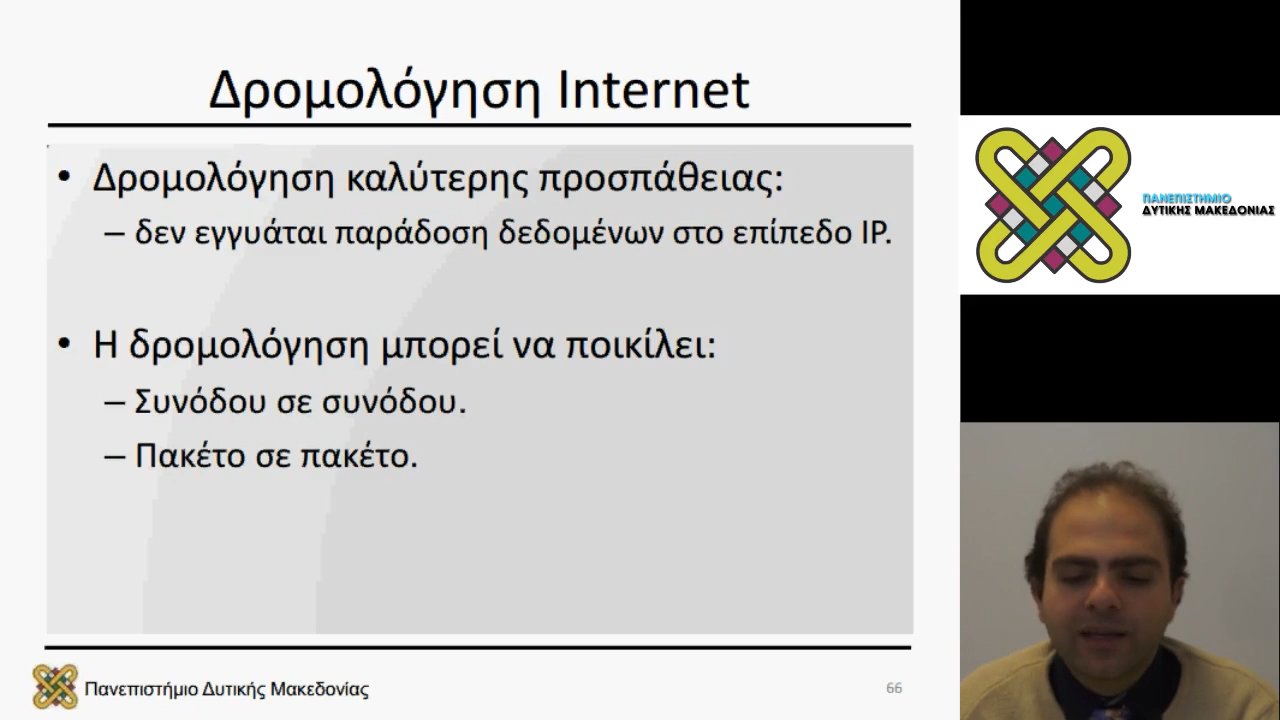 Δρομολόγηση Internet
• Δρομολόγηση καλύτερης προσπάθειας:
– δεν εγγυάται παράδοση δεδομένων στο επίπεδο IP.
• Η δρομολόγηση μπορεί να ποικίλει:
– Συνόδου σε συνόδου.
– Πακέτο σε πακέτο.
Πανεπιστήμιο Δυτικής Μακεδονίας
66
ΠΑΝΕΠΙΣΤΗΜΙΟ
ΔΥΤΙΚΗΣ ΜΑΚΕΔΟΝΙΑΣ